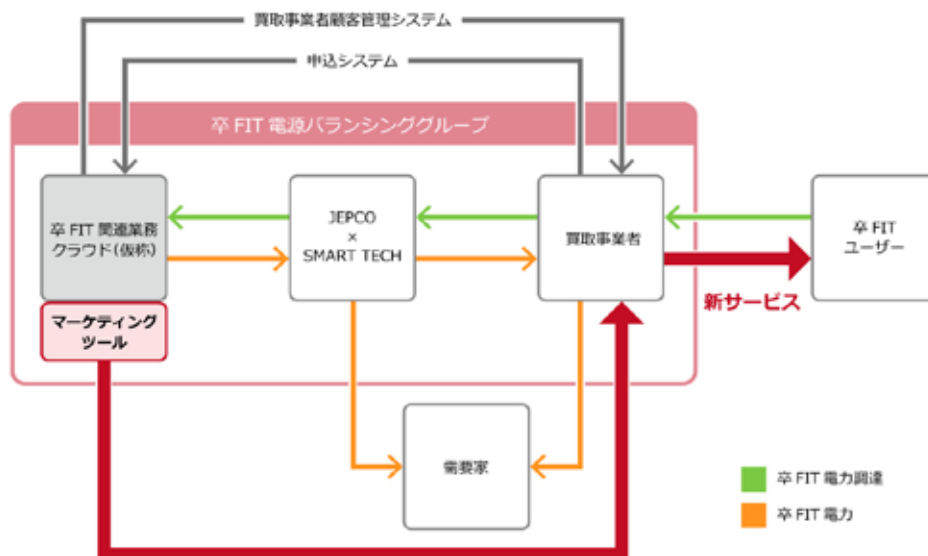 買取事業者顧客管理システム
申込システム
卒 FIT 電源バランシンググループ
卒 FIT 関連業務
クラウド(仮称)
JEPCO
×
SMART TECH
買取事業者
卒 FIT
ユーザー
マーケティング
ツール
新サービス
需要家
卒 FIT 電力調達
卒 FIT 電力